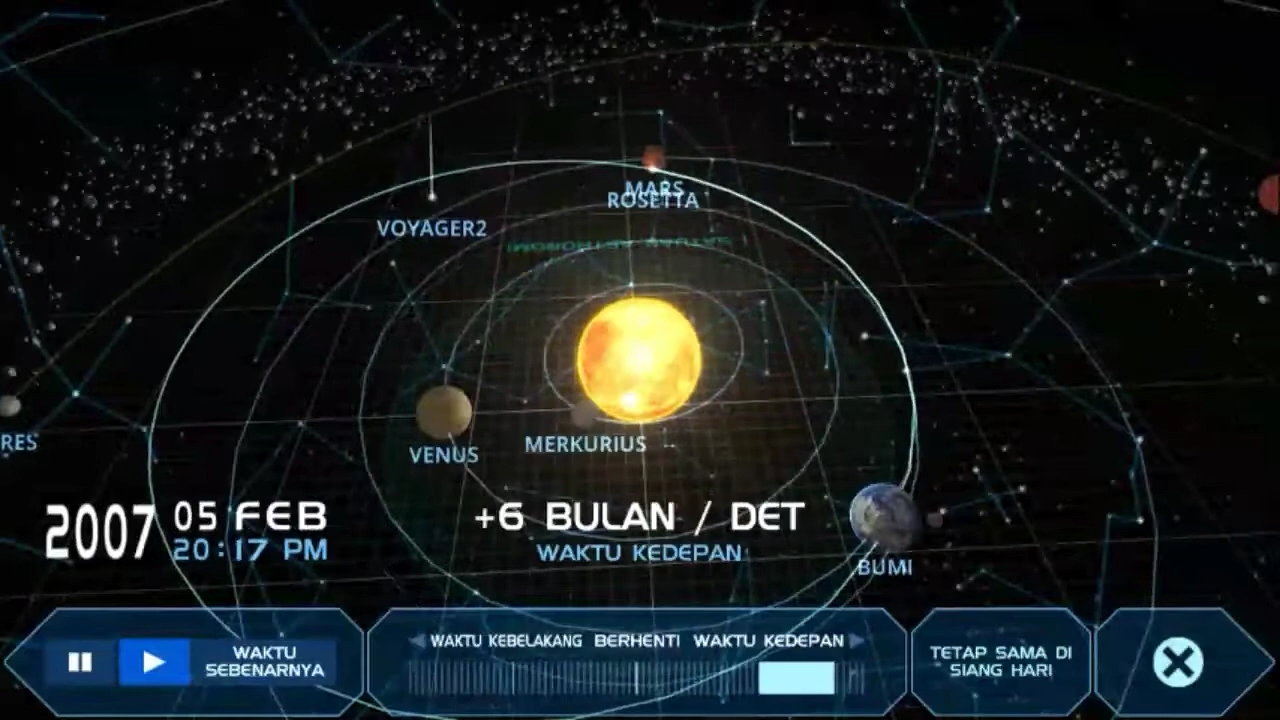 MARS
ROSETTA
VOYAGER2
RES
VENUS
MERKURIUS
2007
05 FEB
20:17 PM
+6 BULAN / DET
WAKTU KEDEPAN
BUMI
WAKTU SEBENARNYA
WAKTU KEBELAKANG BERHENTI WAKTU KEDEPAN
TETAP SAMA DI
SIANG HARI